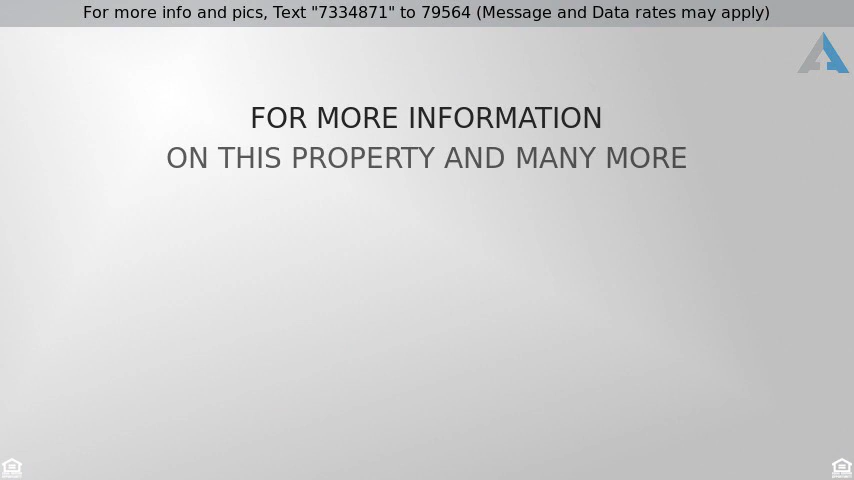 For more info and pics, Text "7334871" to 79564 (Message and Data rates may apply)
FOR MORE INFORMATION
ON THIS PROPERTY AND MANY MORE